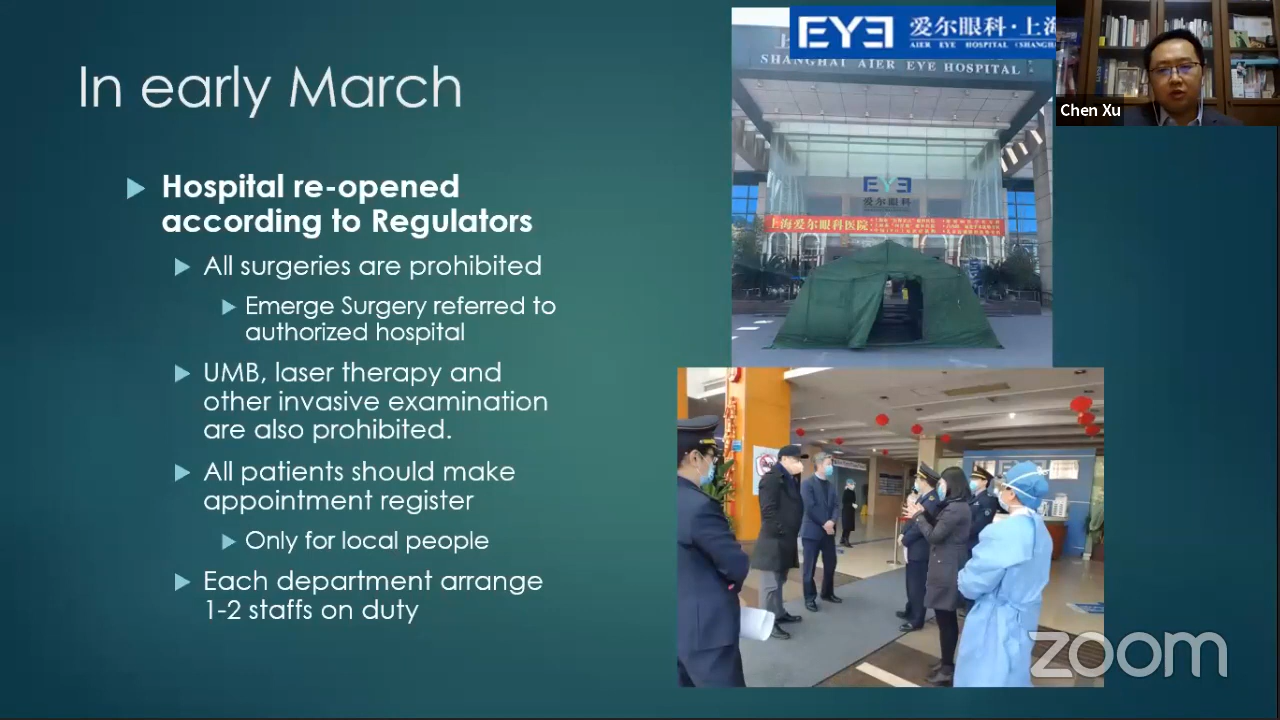 In early March
Hospital re-opened
according to Regulators
All surgeries are prohibited
Emerge Surgery referred to
authorized hospital
UMB, laser therapy and
other invasive examination
are also prohibited.
All patients should make
appointment register
Only for local people
Each department arrange
1-2 staffs on duty
EYE 爱尔眼科·上海
AIER EYE HOSPITAL (SHANGHAI
SHANGHAI AIER EYE HOSPITAL
EYE
爱尔眼科
上海爱尔眼科医院
Chen Xu
zoom